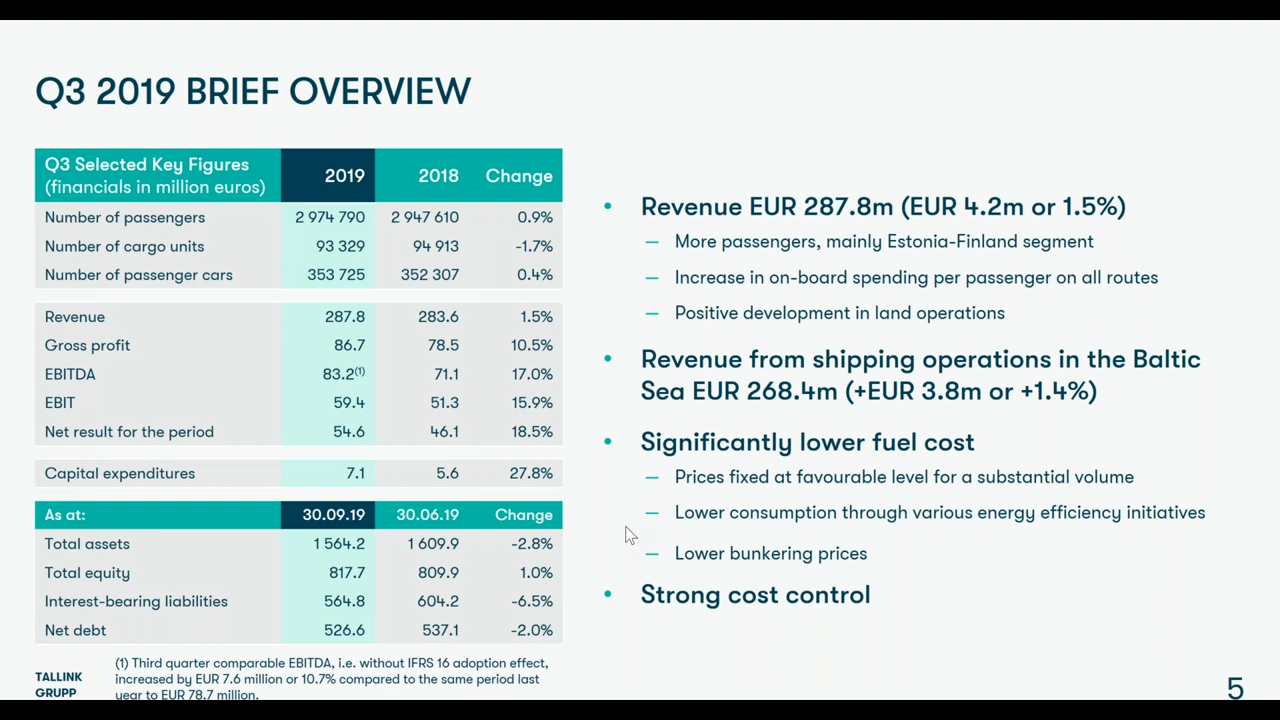 Q3 2019 BRIEF OVERVIEW
Q3 Selected Key Figures
(financials in million euros) 2019 2018 Change
Number of passengers 2 974 790 2 947 610 0.9%
Number of cargo units 93 329 94 913 -1.7%
Number of passenger cars 353 725 352 307 0.4%
Revenue 287.8 283.6 1.5%
Gross profit 86.7 78.5 10.5%
EBITDA 83.2(1) 71.1 17.0%
EBIT 59.4 51.3 15.9%
Net result for the period 54.6 46.1 18.5%
Capital expenditures 7.1 5.6 27.8%
As at: 30.09.19 30.06.19 Change
Total assets 1 564.2 1 609.9 -2.8%
Total equity 817.7 809.9 1.0%
Interest-bearing liabilities 564.8 604.2 -6.5%
Net debt 526.6 537.1 -2.0%
(1) Third quarter comparable EBITDA, i.e. without IFRS 16 adoption effect,
increased by EUR 7.6 million or 10.7% compared to the same period last
year to EUR 78.7 million.
TALLINK
GRUPP
• Revenue EUR 287.8m (EUR 4.2m or 1.5%)
– More passengers, mainly Estonia-Finland segment
– Increase in on-board spending per passenger on all routes
– Positive development in land operations
• Revenue from shipping operations in the Baltic
Sea EUR 268.4m (+EUR 3.8m or +1.4%)
• Significantly lower fuel cost
– Prices fixed at favourable level for a substantial volume
– Lower consumption through various energy efficiency initiatives
– Lower bunkering prices
• Strong cost control
5